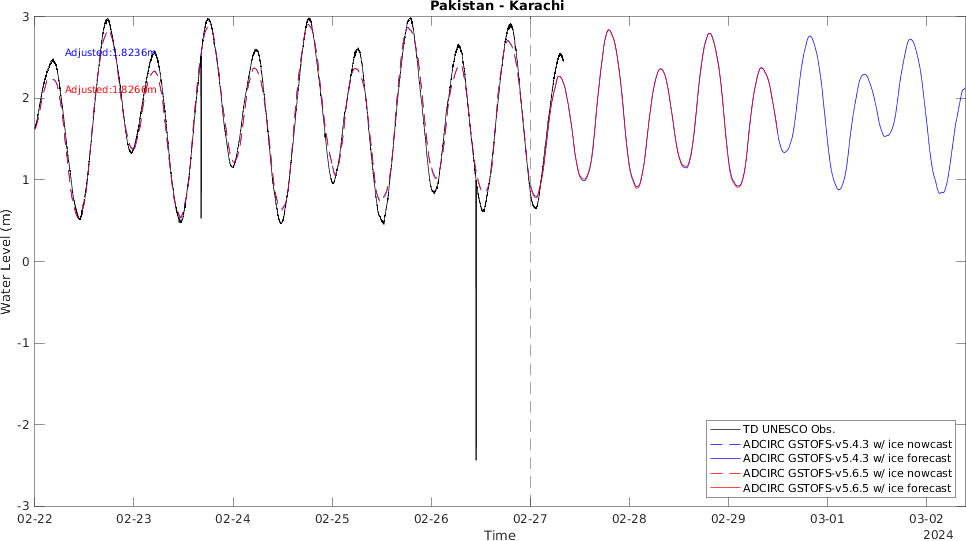 Pakistan - Karachi
3
Adjusted:1.8236m
Adjusted:1.8266m
2
1
0
-1
-2
-3
Water Level (m)
TD UNESCO Obs.
ADCIRC GSTOFS-v5.4.3 w/ ice nowcast
ADCIRC GSTOFS-v5.4.3 w/ ice forecast
ADCIRC GSTOFS-v5.6.5 w/ ice nowcast
ADCIRC GSTOFS-v5.6.5 w/ ice forecast
02-22 02-23 02-24 02-25 02-26 02-27 02-28 02-29 03-01 03-02
Time
2024